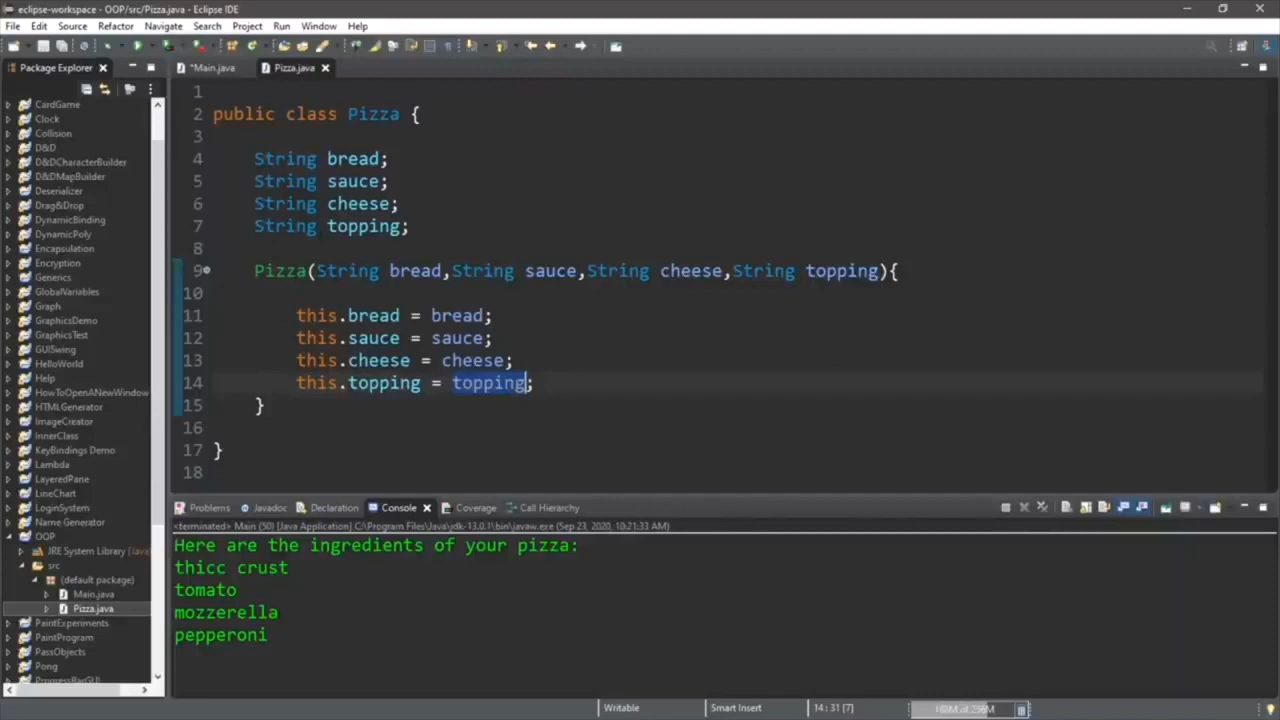 eclipse-workspace - OOP/src/Pizza.java - Eclipse IDE
File Edit Source Refactor Navigate Search Project Run Window Help
Package Explorer
*Main.java Pizza.java
CardGame
Clock
Collision
D&D
D&DCharacterBuilder
D&DMapBuilder
Deserializer
Drag&Drop
DynamicBinding
DynamicPoly
Encapsulation
Encryption
Generics
GlobalVariables
Graph
GraphicsDemo
GraphicsTest
GUISwing
HelloWorld
Help
HowToOpenANewWindow
HTMLGenerator
ImageCreator
InnerClass
KeyBindings Demo
Lambda
LayeredPane
LineChart
LoginSystem
Name Generator
OOP
JRE System Library [Java
src
(default package)
Main.java
Pizza.java
PaintExperiments
PaintProgram
PassObjects
Pong
ProgressBarGUI
1
2 public class Pizza {
3
4 String bread;
5 String sauce;
6 String cheese;
7 String topping;
8
9 Pizza(String bread,String sauce,String cheese,String topping){
10
11 this.bread = bread;
12 this.sauce = sauce;
13 this.cheese = cheese;
14 this.topping = topping;
15 }
16
17 }
18
Problems Javadoc Declaration Console Coverage Call Hierarchy
<terminated> Main (50) [Java Application] C:\Program Files\Java\jdk-13.0.1\bin\javaw.exe (Sep 23, 2020, 10:21:33 AM)
Here are the ingredients of your pizza:
thicc crust
tomato
mozzerella
pepperoni
Writable Smart Insert 14 : 31 [7]